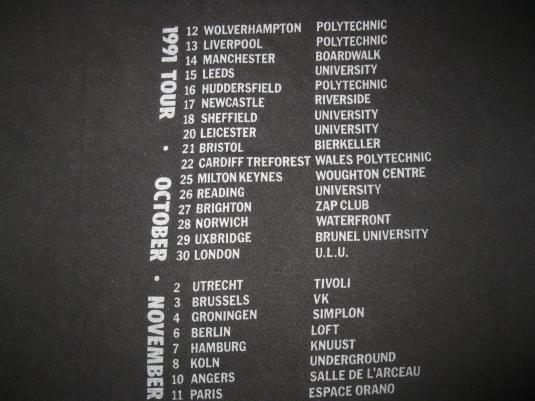 1991 TOUR • OCTOBER • NOVEMBER
12 WOLVERHAMPTON POLYTECHNIC
13 LIVERPOOL POLYTECHNIC
14 MANCHESTER BOARDWALK
15 LEEDS UNIVERSITY
16 HUDDERSFIELD POLYTECHNIC
17 NEWCASTLE RIVERSIDE
18 SHEFFIELD UNIVERSITY
20 LEICESTER UNIVERSITY
21 BRISTOL BIERKELLER
22 CARDIFF TREFOREST WALES POLYTECHNIC
25 MILTON KEYNES WOUGHTON CENTRE
26 READING UNIVERSITY
27 BRIGHTON ZAP CLUB
28 NORWICH WATERFRONT
29 UXBRIDGE BRUNEL UNIVERSITY
30 LONDON U.L.U.
2 UTRECHT TIVOLI
3 BRUSSELS VK
4 GRONINGEN SIMPLON
6 BERLIN LOFT
7 HAMBURG KNUUST
8 KOLN UNDERGROUND
10 ANGERS SALLE DE L'ARCEAU
11 PARIS ESPACE ORANO